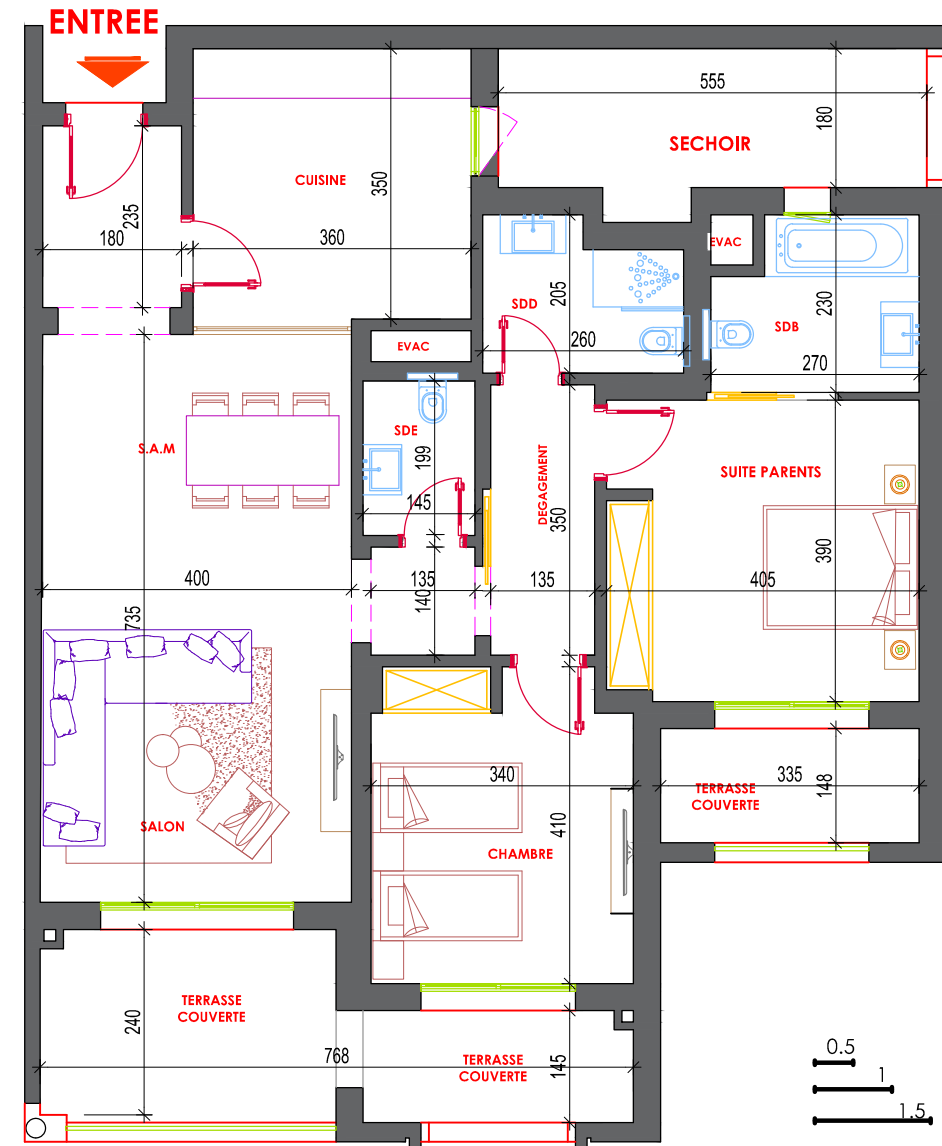 ENTREE
555
180
SECHOIR
CUISINE
350
235
180
360
EVAC
205
230
SDD
SDB
260
270
EVAC
S.A.M
SDE
199
145
DEGAGEMENT
350
SUITE PARENTS
390
400
135
140
135
405
735
340
335
148
TERRASSE
COUVERTE
410
SALON
CHAMBRE
TERRASSE
COUVERTE
240
768
TERRASSE
COUVERTE
145
0.5
1
1.5